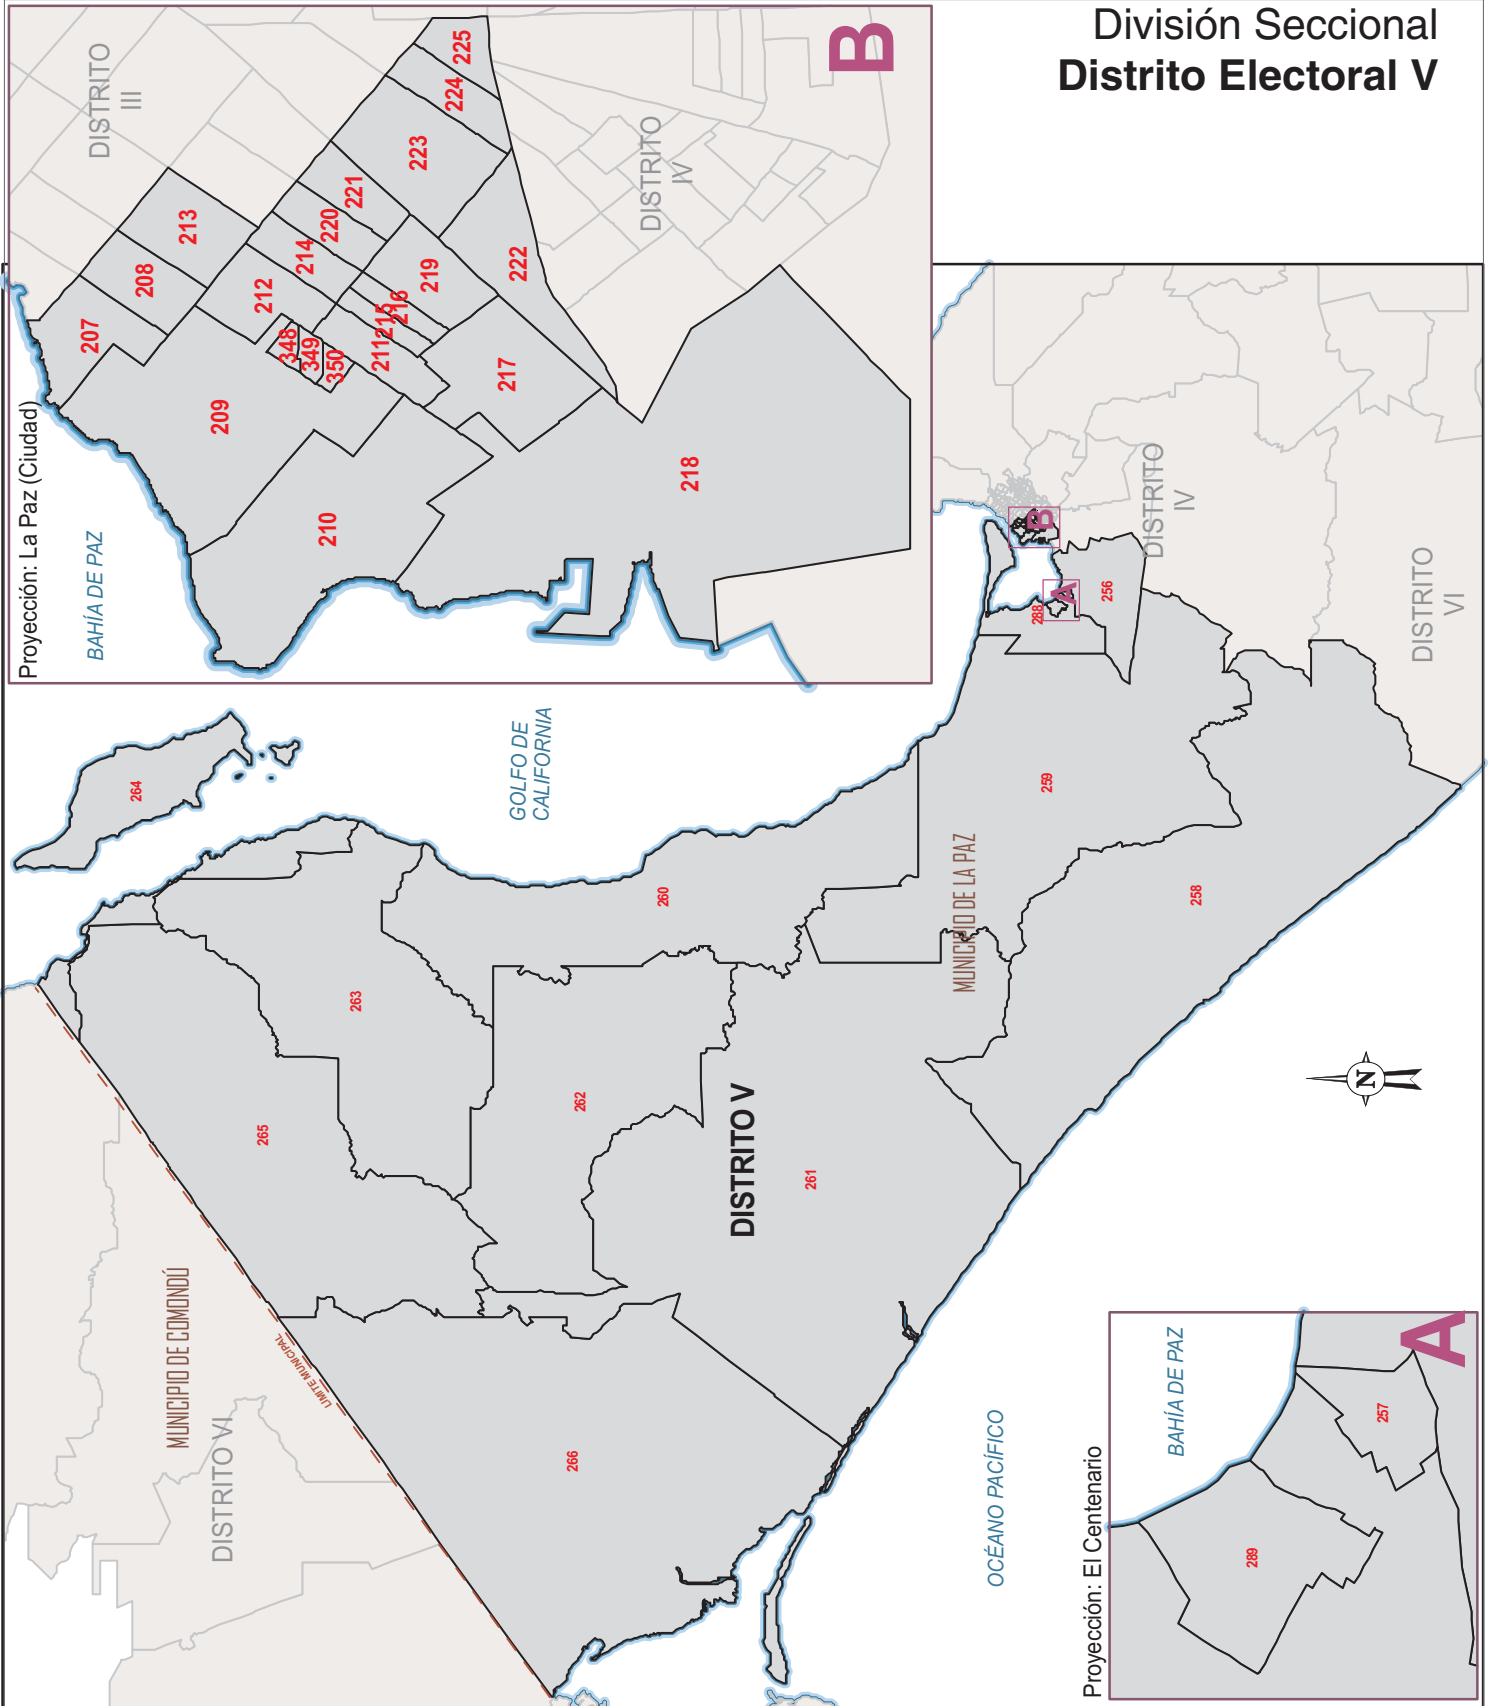 División Seccional
Distrito Electoral V
Proyección: La Paz (Ciudad)
B
DISTRITO
III
DISTRITO
IV
BAHÍA DE PAZ
225
224
223
221
220
214
213
208
207
212
219
222
215
216
211
348
349
350
217
209
210
218
264
GOLFO DE
CALIFORNIA
DISTRITO
IV
B
A
288
256
DISTRITO
VI
259
258
260
MUNICIPIO DE LA PAZ
263
262
265
DISTRITO V
261
N
MUNICIPIO DE COMONDÚ
LIMITE MUNICIPAL
DISTRITO VI
266
OCÉANO PACÍFICO
Proyección: El Centenario
A
BAHÍA DE PAZ
257
289